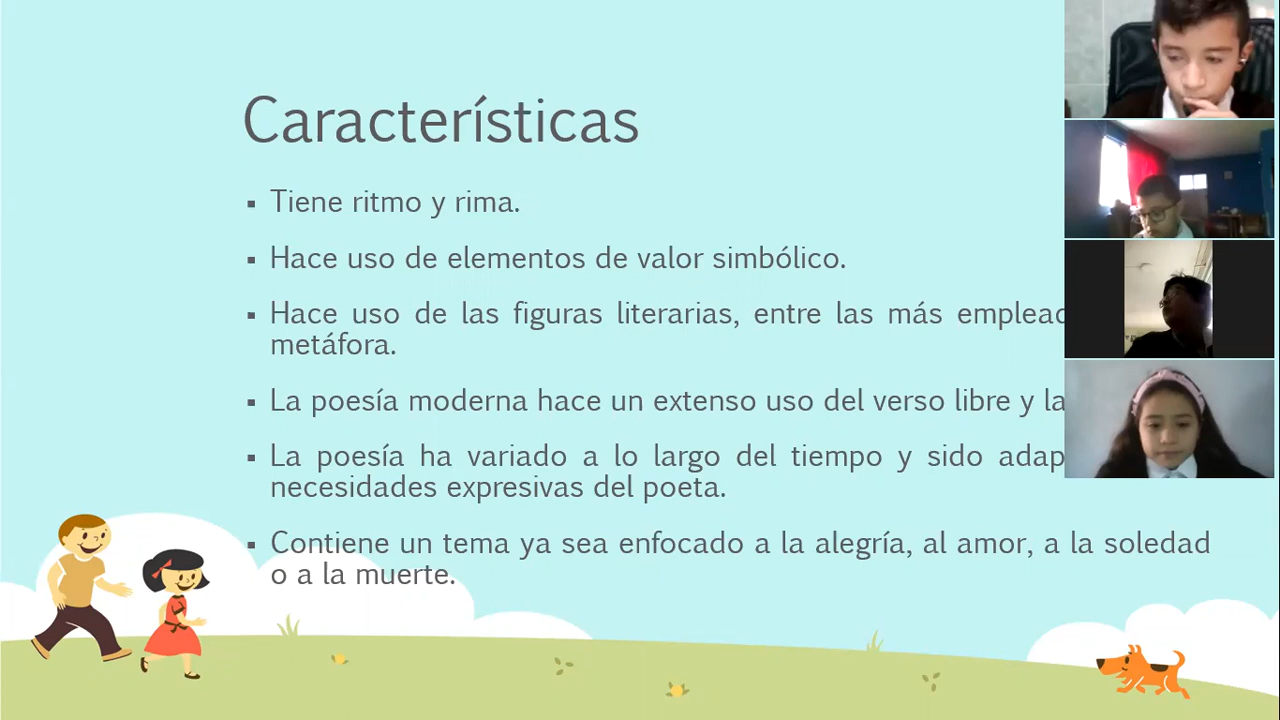 Características
▪ Tiene ritmo y rima.
▪ Hace uso de elementos de valor simbólico.
▪ Hace uso de las figuras literarias, entre las más
metáfora.
▪ La poesía moderna hace un extenso uso del verso libre y la
▪ La poesía ha variado a lo largo del tiempo y sido
necesidades expresivas del poeta.
▪ Contiene un tema ya sea enfocado a la alegría, al amor, a la soledad
o a la muerte.